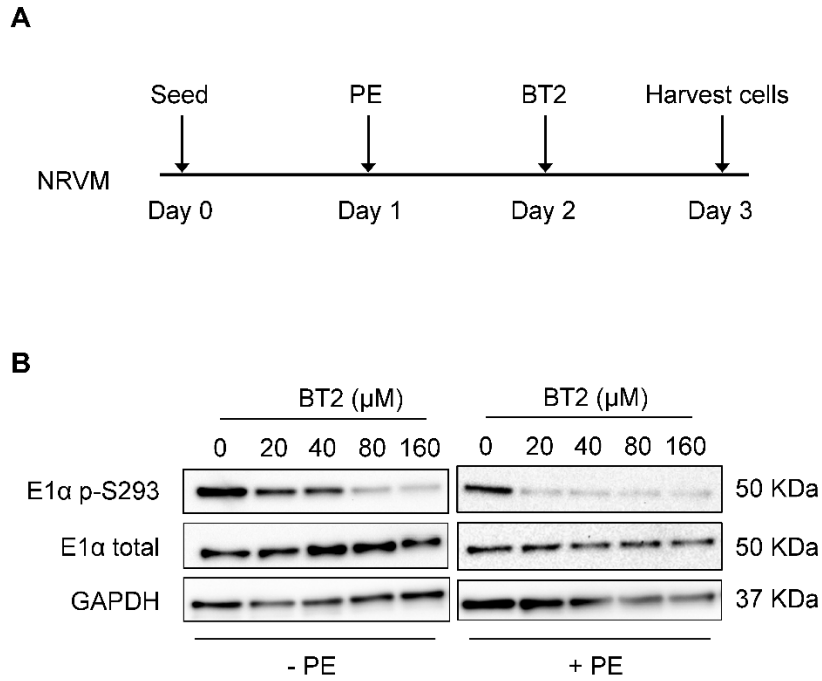 A
Seed PE BT2 Harvest cells
NRVM
Day 0 Day 1 Day 2 Day 3
B
BT2 (µM) BT2 (µM)
0 20 40 80 160 0 20 40 80 160
E1α p-S293 50 KDa
E1α total 50 KDa
GAPDH 37 KDa
- PE + PE